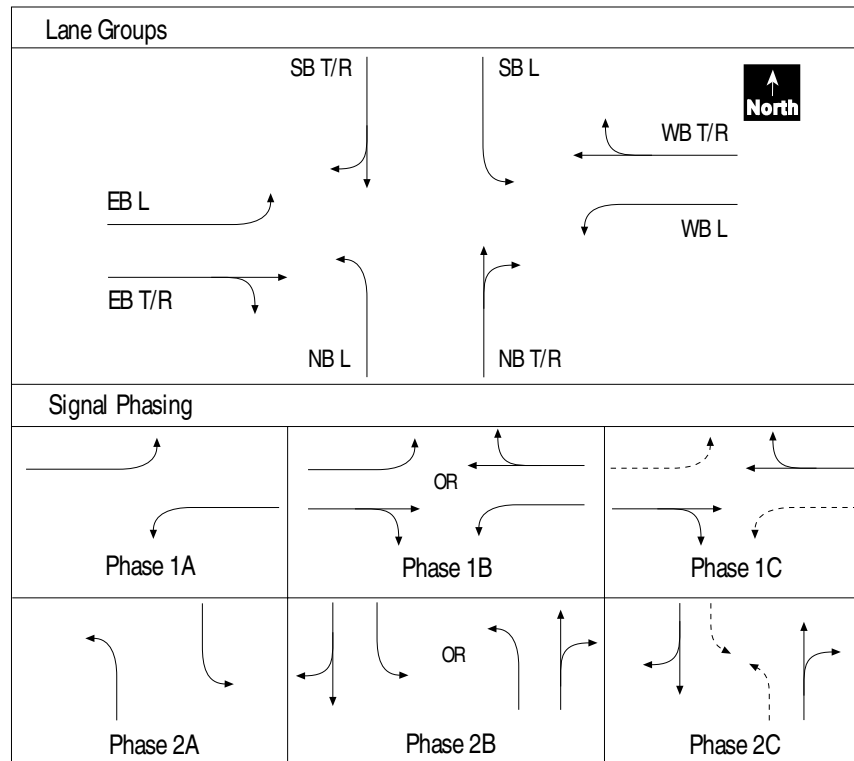 Lane Groups
SB T/R
SB L
North
WB T/R
EB L
WB L
EB T/R
NB L
NB T/R
Signal Phasing
OR
Phase 1A
Phase 1B
Phase 1C
OR
Phase 2A
Phase 2B
Phase 2C